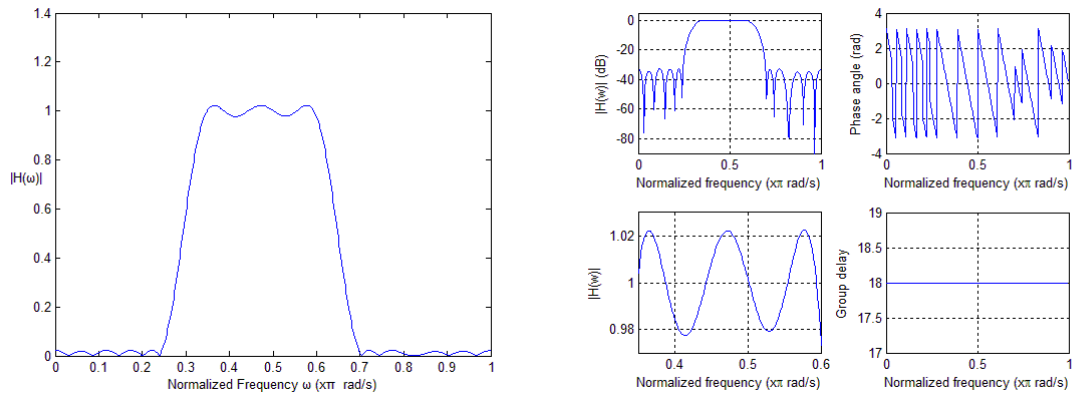 1.4
1.2
1
0.8
|H(ω)|
0.6
0.4
0.2
0
0 0.1 0.2 0.3 0.4 0.5 0.6 0.7 0.8 0.9 1
Normalized Frequency ω (xπ rad/s)
|H(w)| (dB)
0
-20
-40
-60
-80
0 0.5 1
Normalized frequency (xπ rad/s)
Phase angle (rad)
4
2
0
-2
-4
0 0.5 1
Normalized frequency (xπ rad/s)
|H(w)|
1.02
1
0.98
0.4 0.5 0.6
Normalized frequency (xπ rad/s)
Group delay
19
18.5
18
17.5
17
0 0.5 1
Normalized frequency (xπ rad/s)